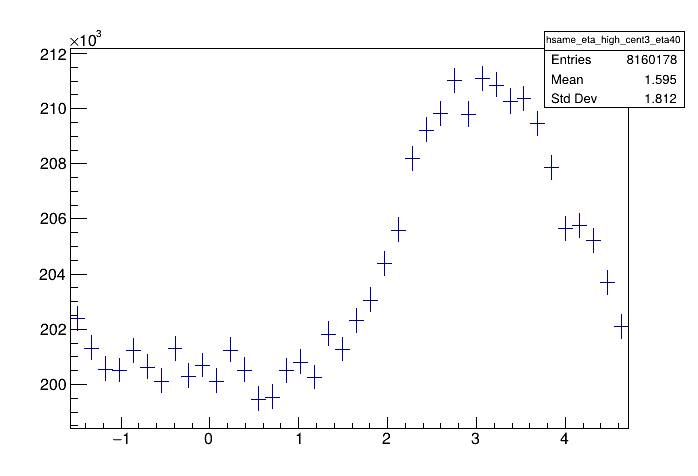 ×10³
212
210
208
206
204
202
200
−1 0 1 2 3 4
hsame_eta_high_cent3_eta40
Entries 8160178
Mean 1.595
Std Dev 1.812